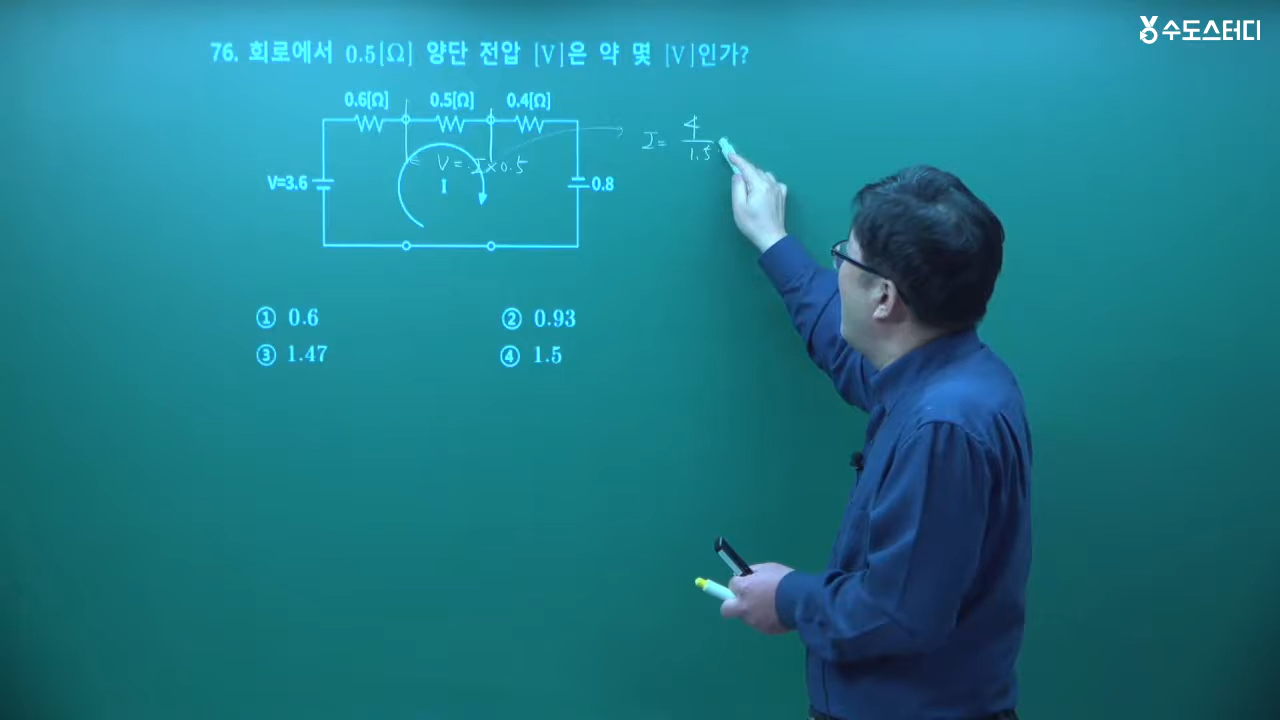 수도스터디
76. 회로에서 0.5[Ω] 양단 전압 [V]은 약 몇 [V]인가?
0.6[Ω] 0.5[Ω] 0.4[Ω]
I = 4/1.5
V = I×0.5
V=3.6 I 0.8
① 0.6 ② 0.93
③ 1.47 ④ 1.5